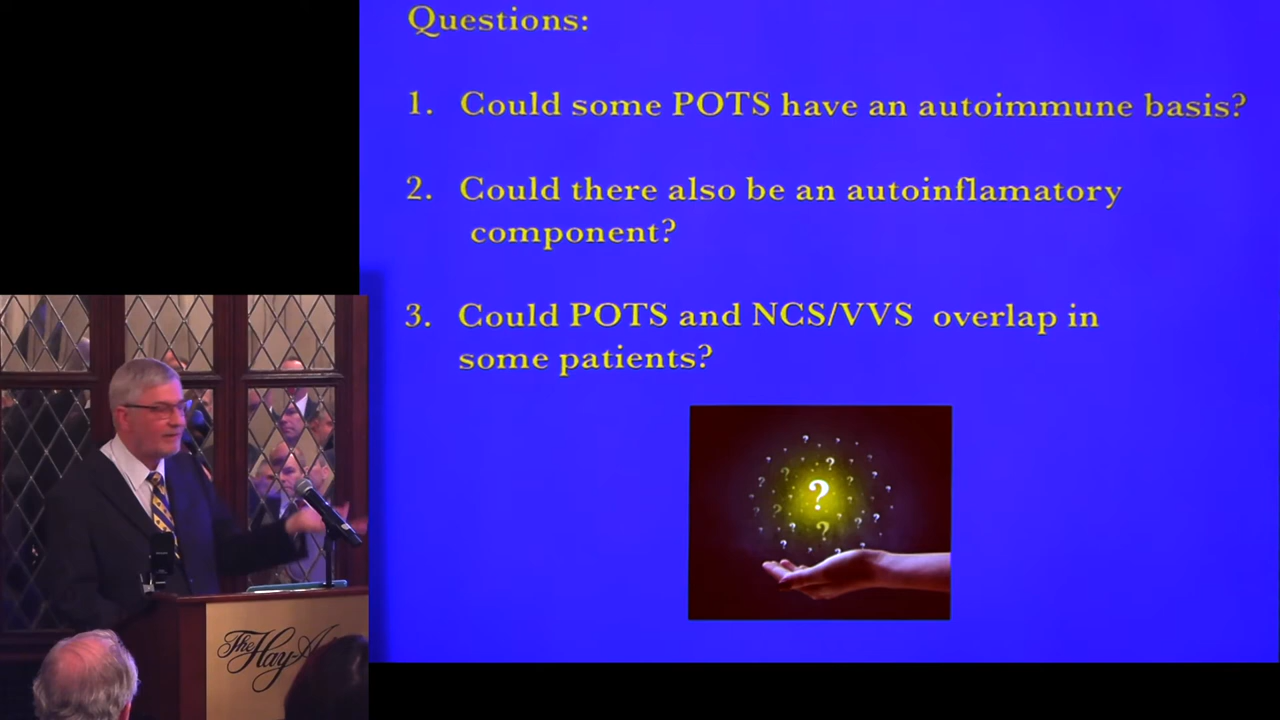 Questions:
1. Could some POTS have an autoimmune basis?
2. Could there also be an autoinflamatory
component?
3. Could POTS and NCS/VVS overlap in
some patients?
?
The Hay-A